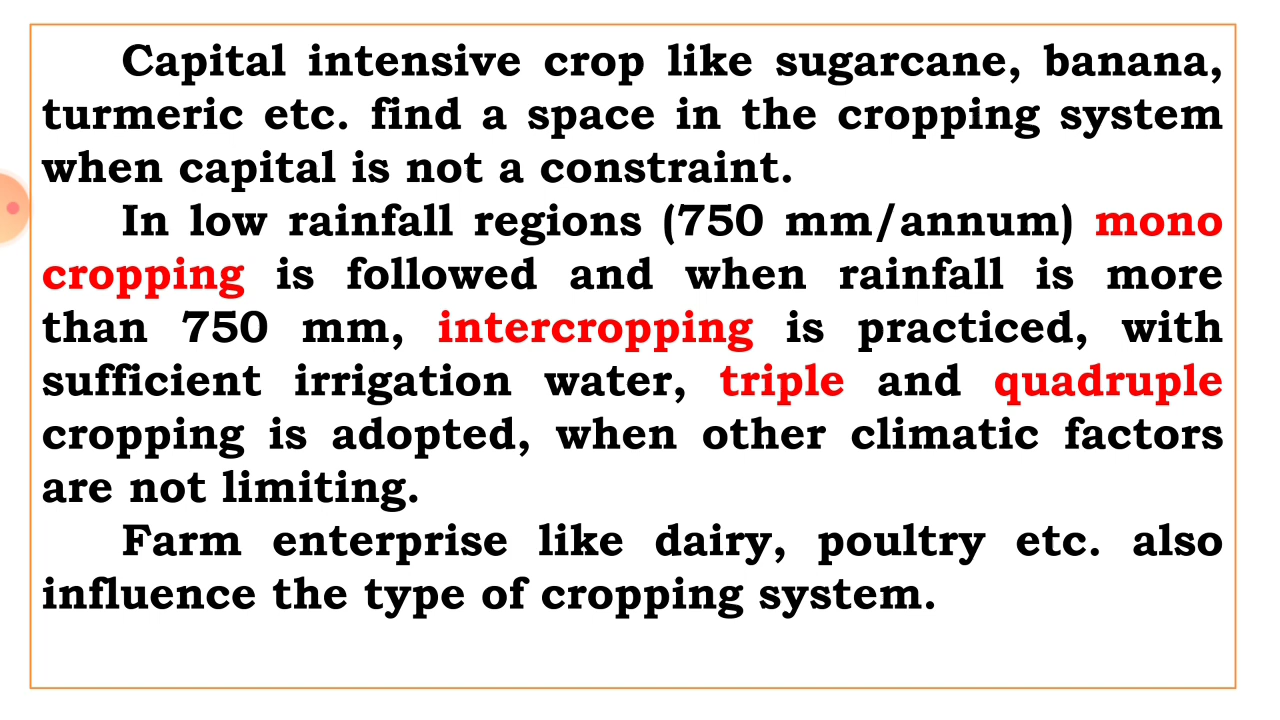 Capital intensive crop like sugarcane, banana,
turmeric etc. find a space in the cropping system
when capital is not a constraint.
In low rainfall regions (750 mm/annum) mono
cropping is followed and when rainfall is more
than 750 mm, intercropping is practiced, with
sufficient irrigation water, triple and quadruple
cropping is adopted, when other climatic factors
are not limiting.
Farm enterprise like dairy, poultry etc. also
influence the type of cropping system.